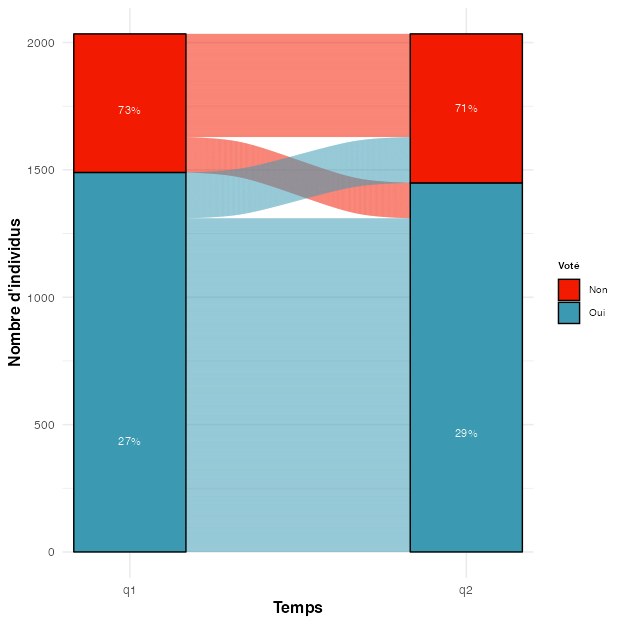 2000
1500
1000
500
0
Nombre d'individus
73%
71%
27%
29%
q1
q2
Temps
Voté
Non
Oui